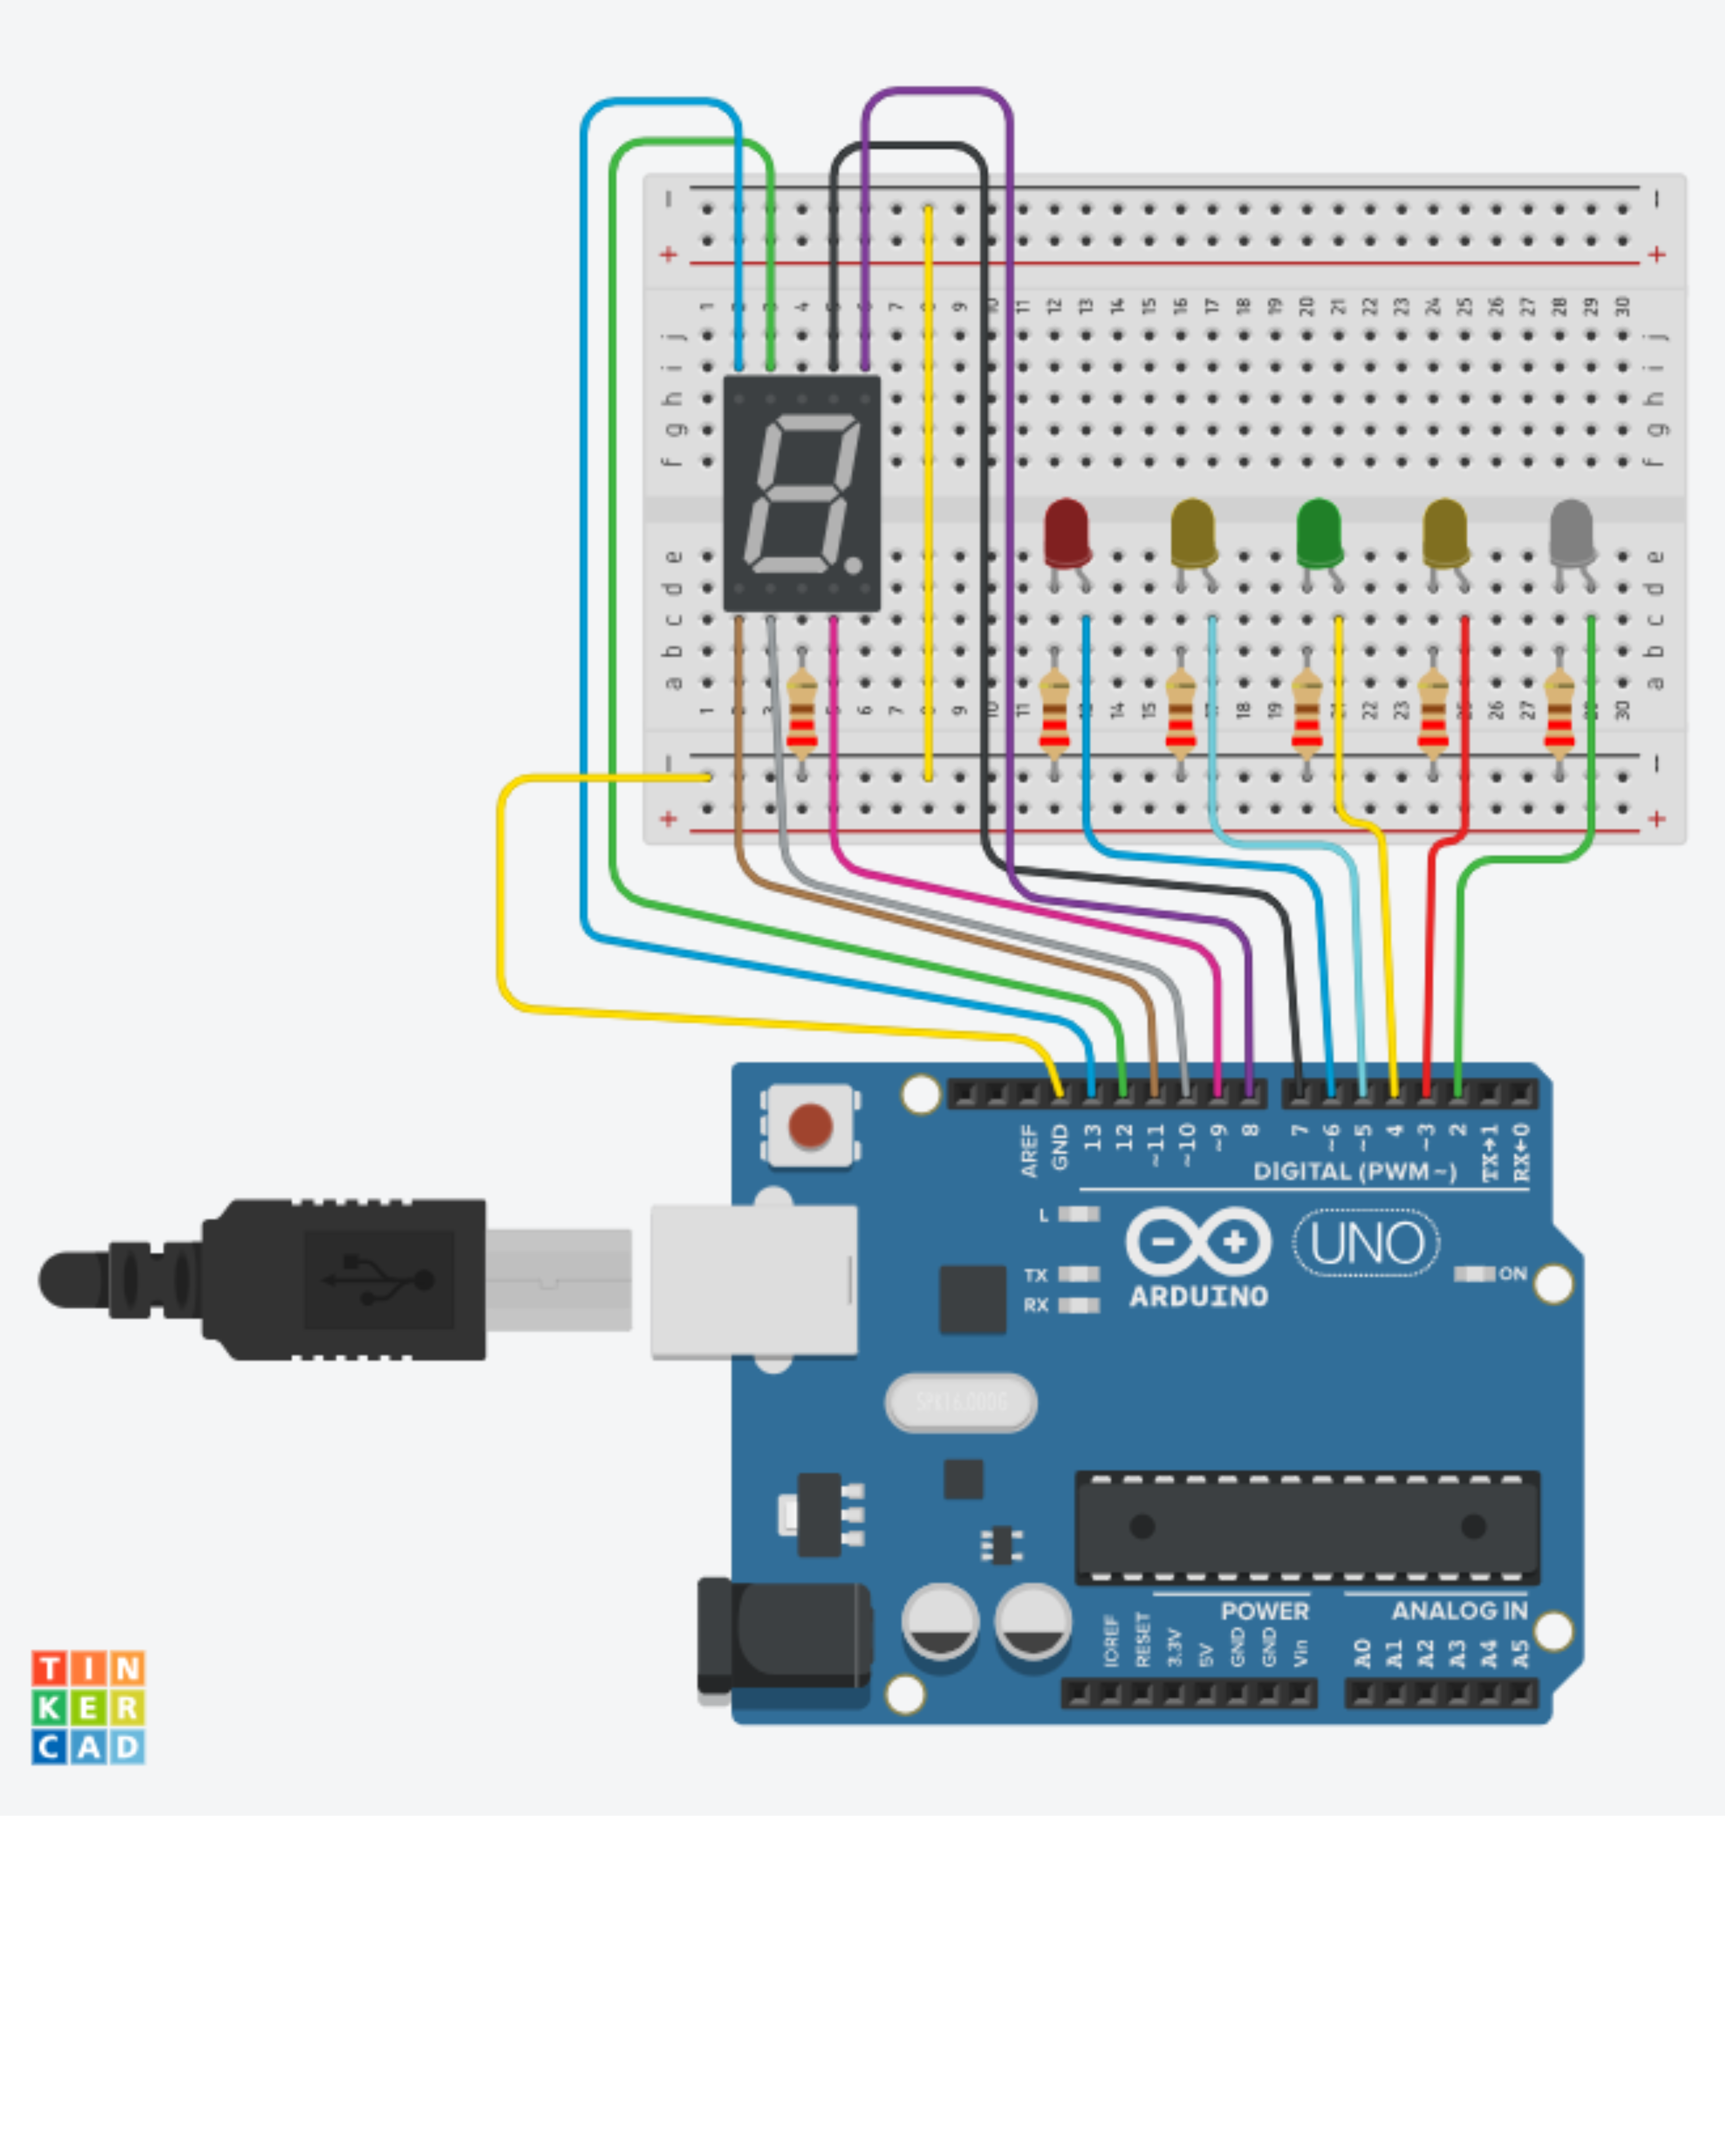 − −
+ +
1 2 3 4 5 6 7 8 9 10 11 12 13 14 15 16 17 18 19 20 21 22 23 24 25 26 27 28 29 30
j j
i i
h h
g g
f f
e e
d d
c c
b b
a a
1 2 3 4 5 6 7 8 9 10 11 12 13 14 15 16 17 18 19 20 21 22 23 24 25 26 27 28 29 30
− −
+ +
AREF GND 13 12 ~11 ~10 ~9 8 7 ~6 ~5 4 ~3 2 TX→1 RX←0
DIGITAL (PWM ~)
L
UNO
TX
RX
ON
ARDUINO
SPK16.000G
POWER ANALOG IN
IOREF RESET 3.3V 5V GND GND Vin A0 A1 A2 A3 A4 A5
TIN
KER
CAD